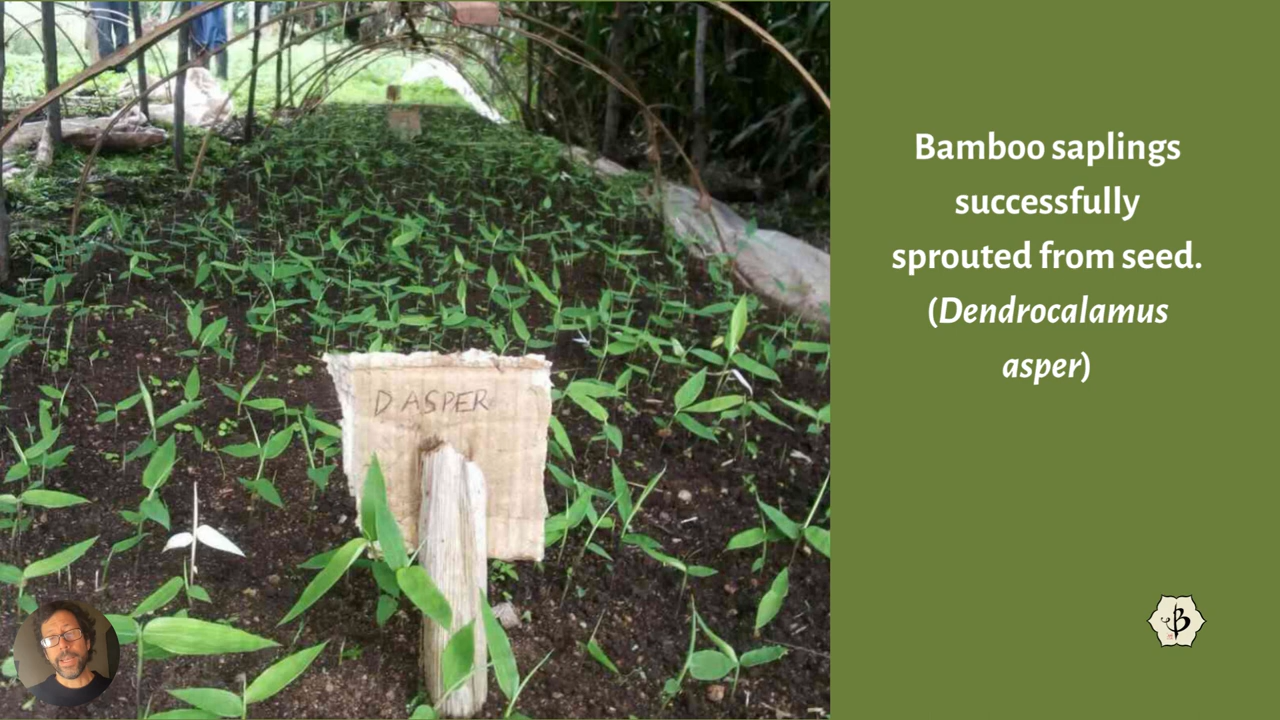 Bamboo saplings
successfully
sprouted from seed.
(Dendrocalamus
asper)
D ASPER
B